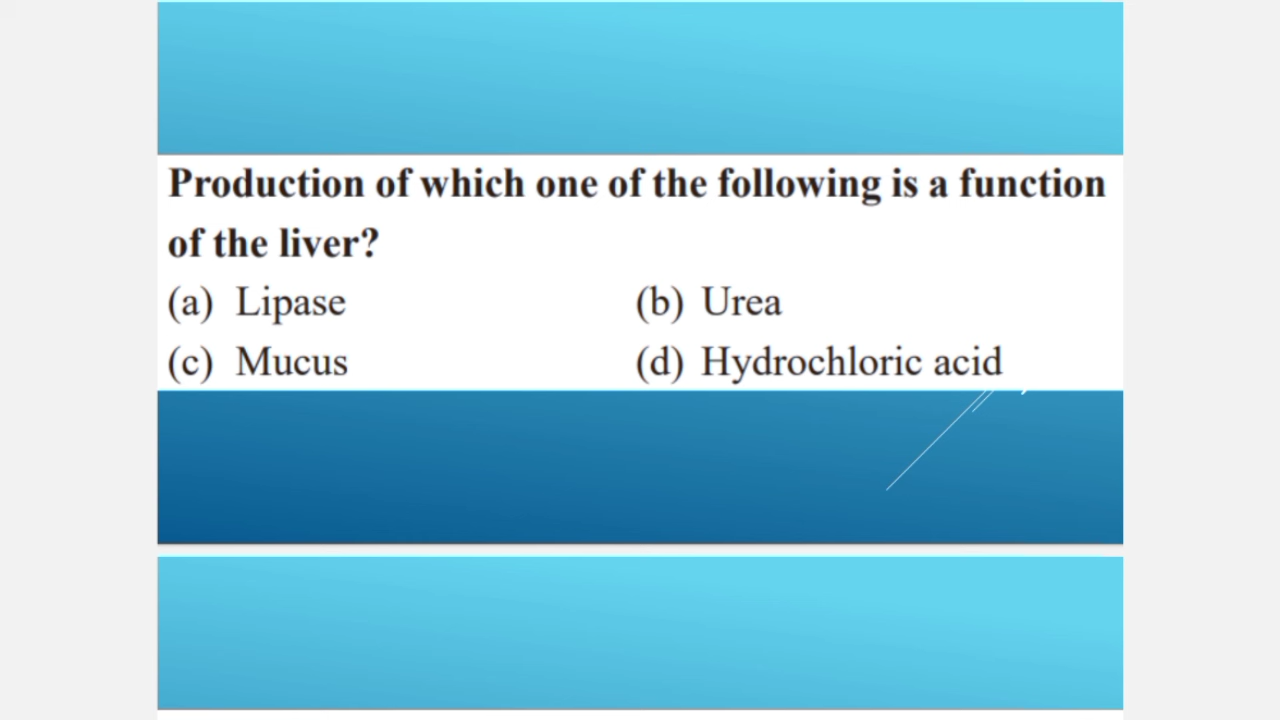 Production of which one of the following is a function
of the liver?
(a) Lipase (b) Urea
(c) Mucus (d) Hydrochloric acid